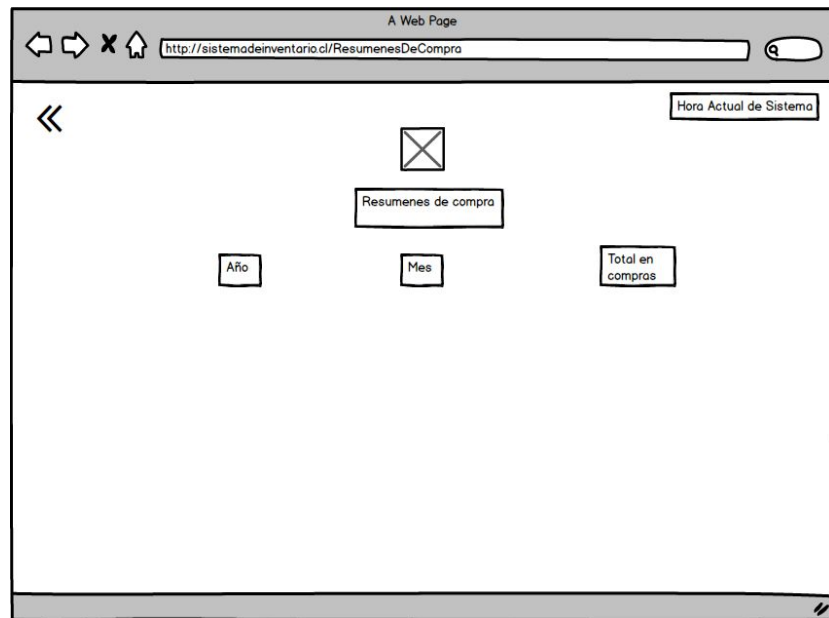 A Web Page
http://sistemadeinventario.cl/ResumenesDeCompra
Hora Actual de Sistema
Resumenes de compra
Año
Mes
Total en
compras